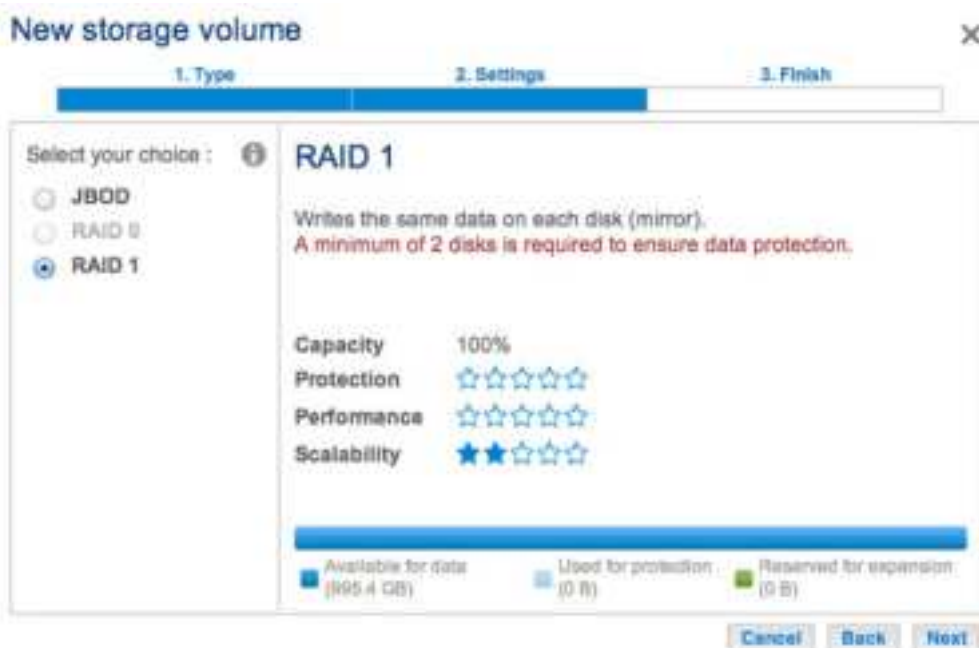 New storage volume
1. Type 2. Settings 3. Finish
Select your choice :
JBOD
RAID 0
RAID 1
RAID 1
Writes the same data on each disk (mirror).
A minimum of 2 disks is required to ensure data protection.
Capacity 100%
Protection
Performance
Scalability
Available for data
(995.4 GB)
Used for protection
(0 B)
Reserved for expansion
(0 B)
Cancel Back Next